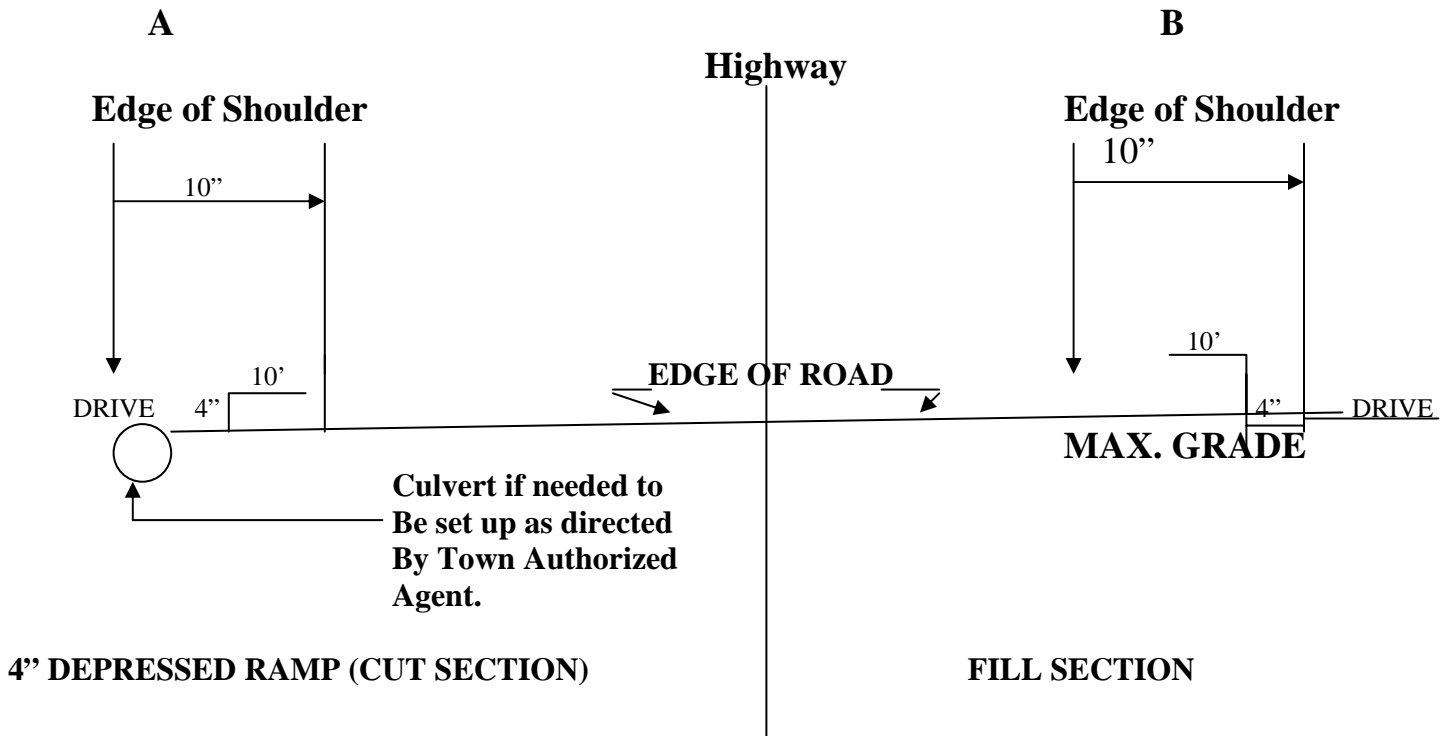 A
B
Highway
Edge of Shoulder
Edge of Shoulder
10”
10”
10’
10’
EDGE OF ROAD
DRIVE
4”
4”
DRIVE
MAX. GRADE
Culvert if needed to
Be set up as directed
By Town Authorized
Agent.
4” DEPRESSED RAMP (CUT SECTION)
FILL SECTION